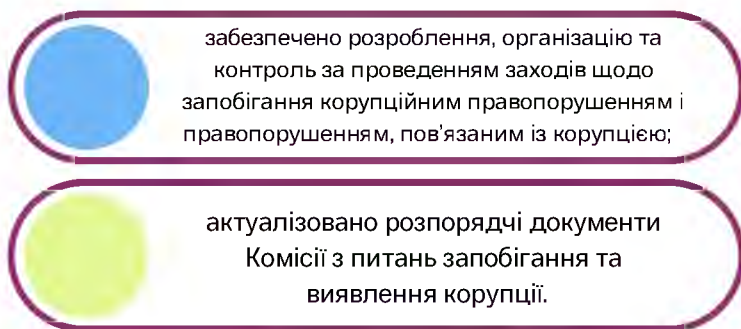 забезпечено розроблення, організацію та
контроль за проведенням заходів щодо
запобігання корупційним правопорушенням і
правопорушенням, пов'язаним із корупцією;
актуалізовано розпорядчі документи
Комісії з питань запобігання та
виявлення корупції.